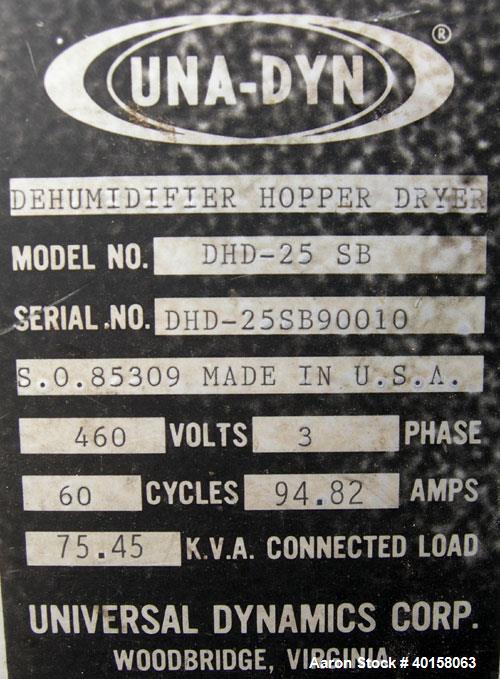 UNA-DYN ®
DEHUMIDIFIER HOPPER DRYER
MODEL NO. DHD-25 SB
SERIAL.NO. DHD-25SB90010
S.O.85309 MADE IN U.S.A.
460 VOLTS 3 PHASE
60 CYCLES 94.82 AMPS
75.45 K.V.A. CONNECTED LOAD
UNIVERSAL DYNAMICS CORP.
WOODBRIDGE, VIRGINIA
Aaron Stock # 40158063